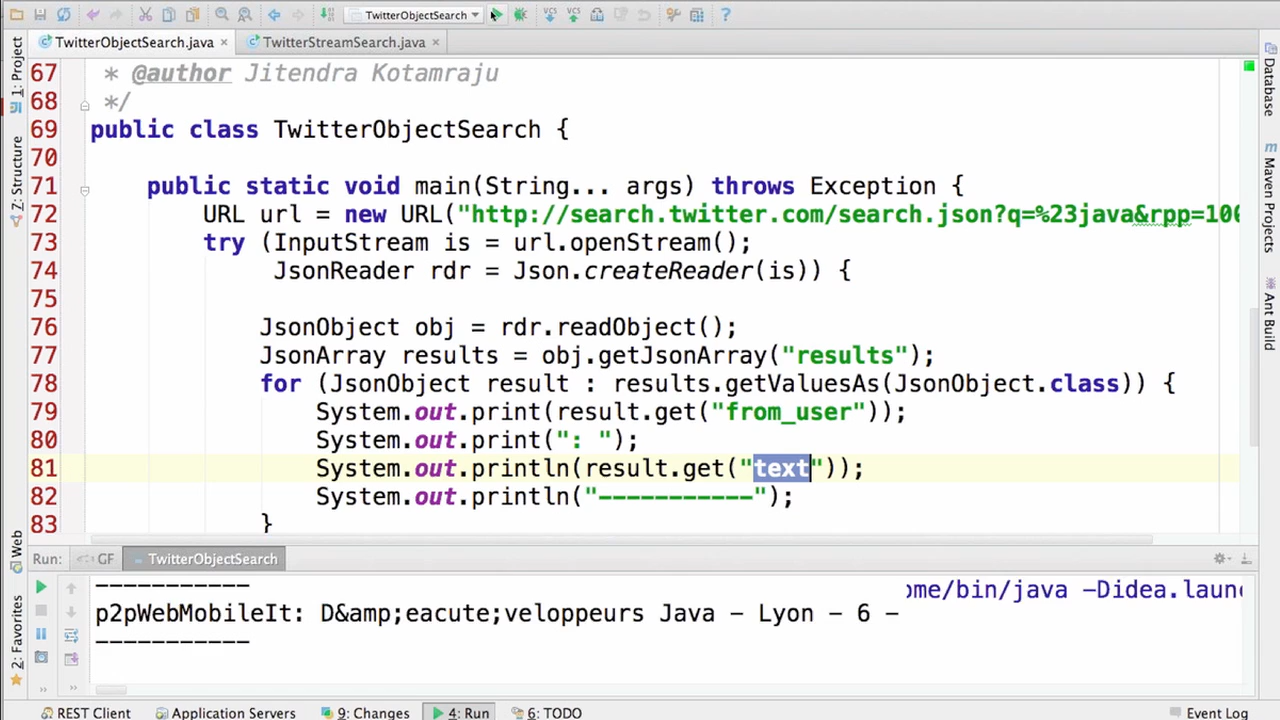 TwitterObjectSearch
TwitterObjectSearch.java × TwitterStreamSearch.java ×
1: Project
7: Structure
Web
2: Favorites
67 * @author Jitendra Kotamraju
68 */
69 public class TwitterObjectSearch {
70
71 public static void main(String... args) throws Exception {
72 URL url = new URL("http://search.twitter.com/search.json?q=%23java&rpp=100
73 try (InputStream is = url.openStream();
74 JsonReader rdr = Json.createReader(is)) {
75
76 JsonObject obj = rdr.readObject();
77 JsonArray results = obj.getJsonArray("results");
78 for (JsonObject result : results.getValuesAs(JsonObject.class)) {
79 System.out.print(result.get("from_user"));
80 System.out.print(": ");
81 System.out.println(result.get("text"));
82 System.out.println("-----------");
83 }
Database
Maven Projects
Ant Build
Run: GF TwitterObjectSearch
----------- ome/bin/java -Didea.laun
p2pWebMobileIt: D&amp;eacute;veloppeurs Java - Lyon - 6 -
-----------
REST Client Application Servers 9: Changes 4: Run 6: TODO Event Log